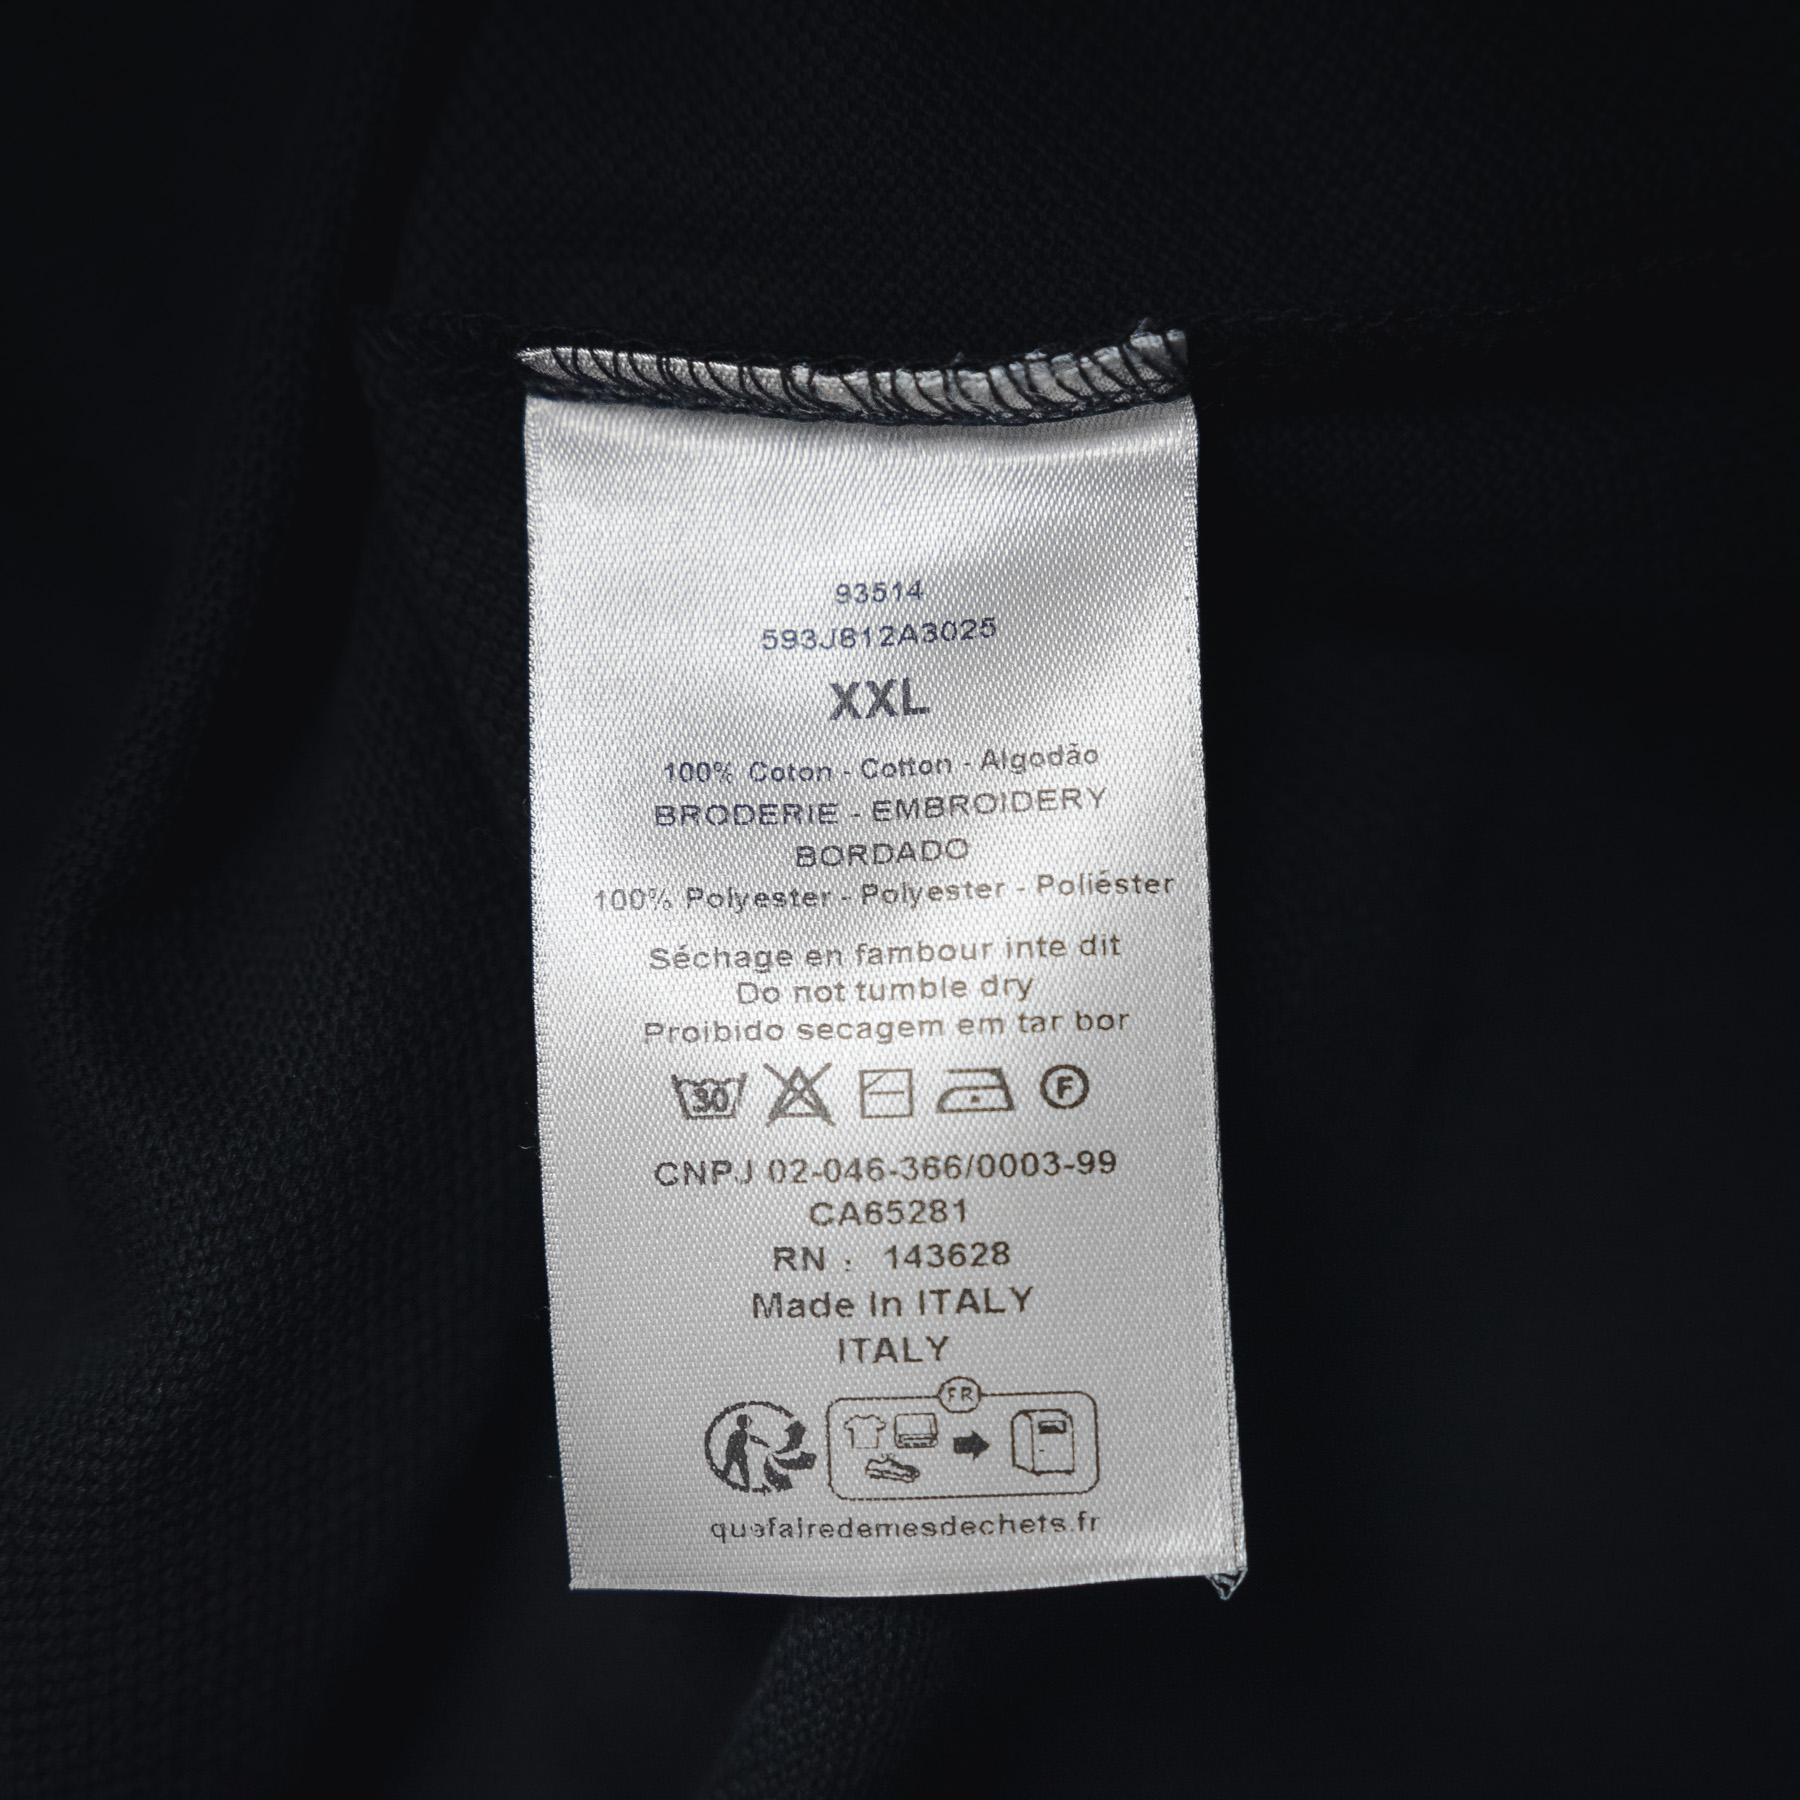 93514
593J812A3025
XXL
100% Coton - Cotton - Algodão
BRODERIE - EMBROIDERY
BORDADO
100% Polyester - Polyester - Poliéster
Séchage en fambour inte dit
Do not tumble dry
Proibido secagem em tar bor
30
F
CNPJ 02-046-366/0003-99
CA65281
RN : 143628
Made In ITALY
ITALY
FR
quefairedemesdechets.fr